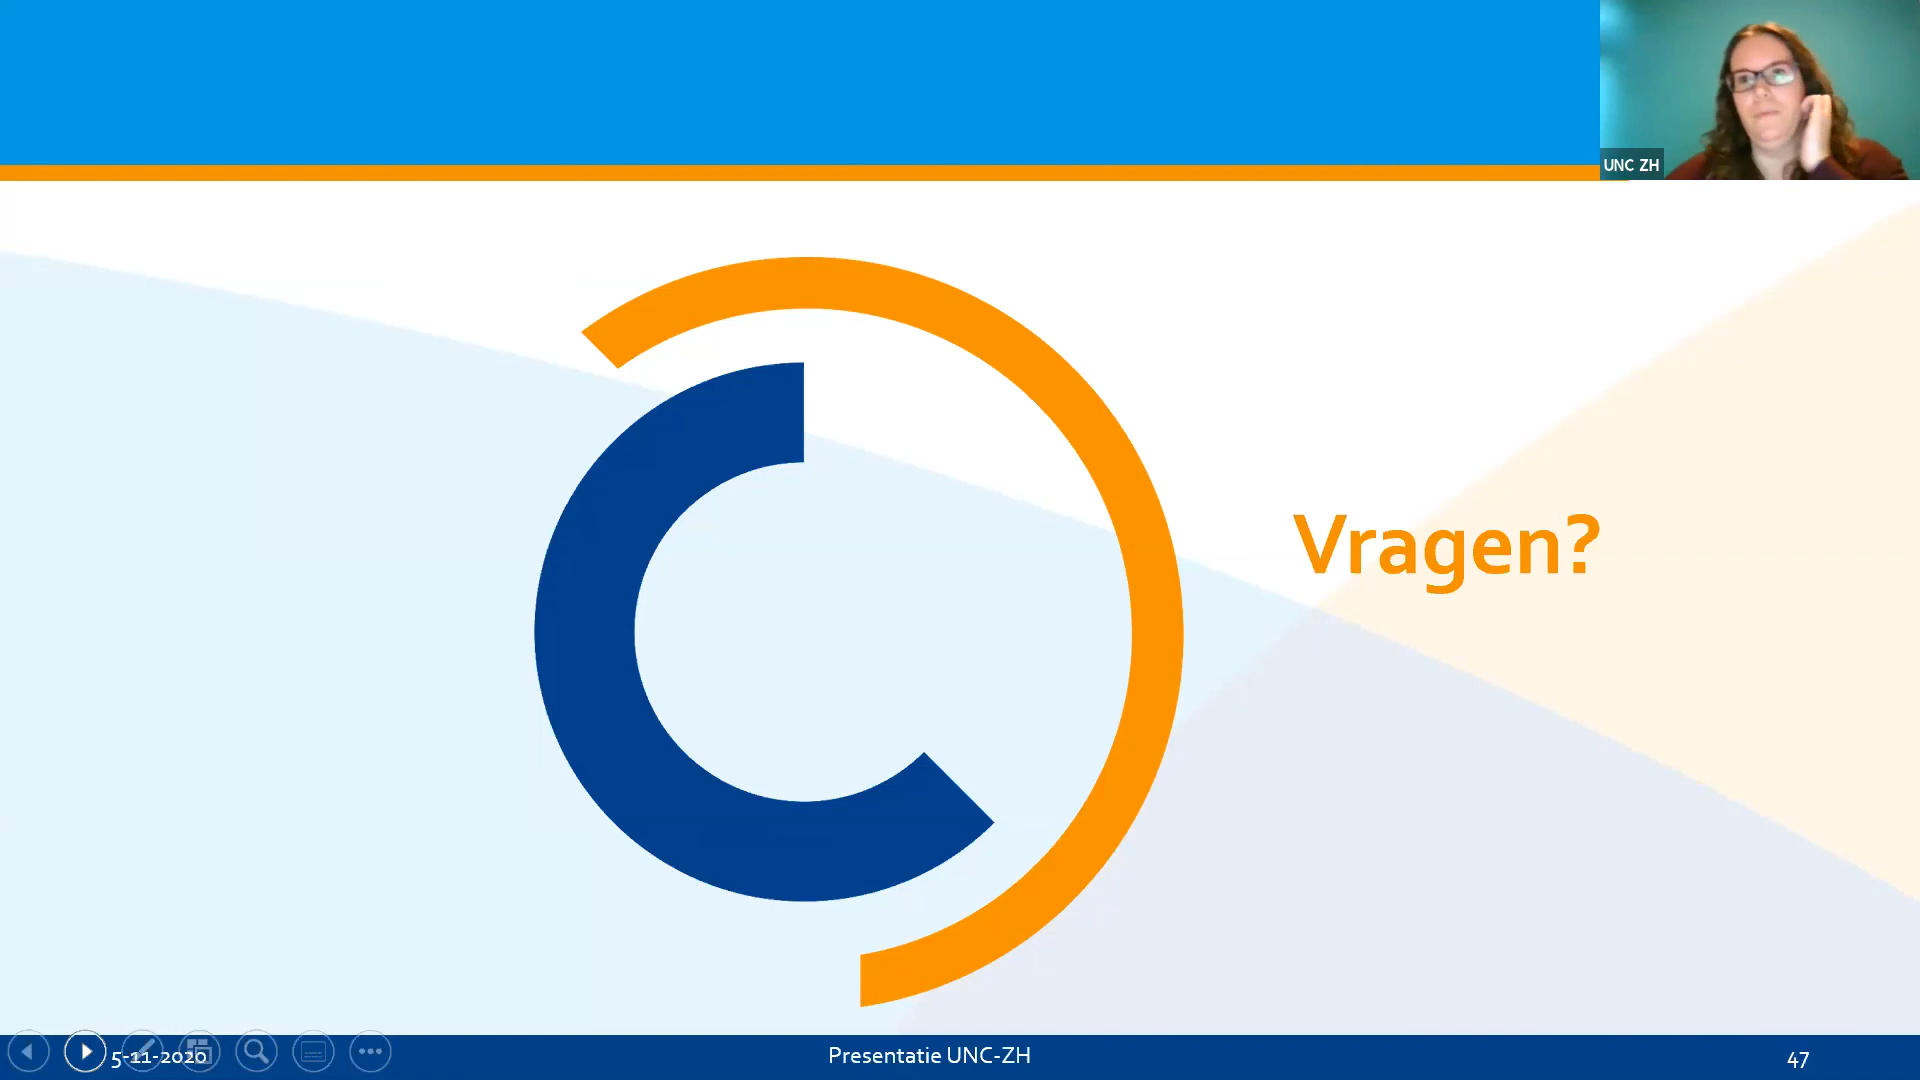 UNC ZH
Vragen?
5-11-2020
Presentatie UNC-ZH
47